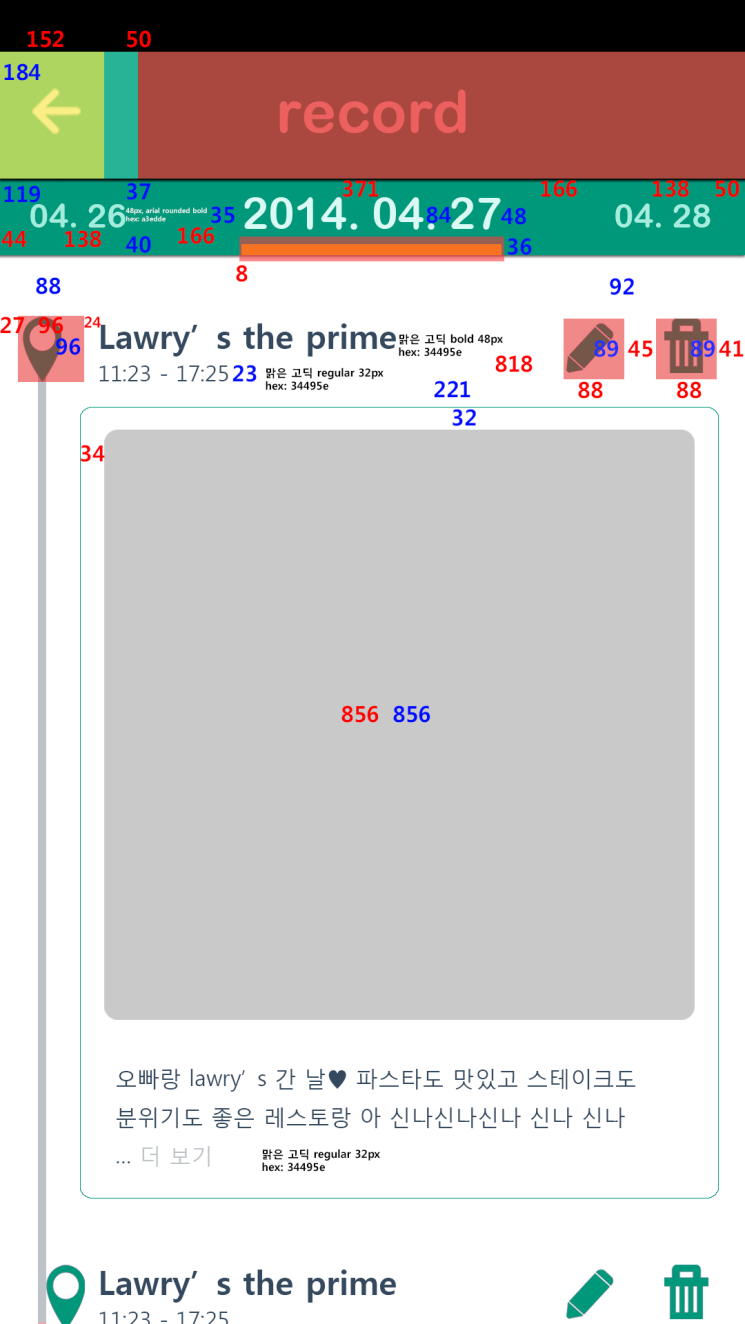 152 50
184
record
119 37 371 166 138 50
04. 26 48px, arial rounded bold 35 2014. 04. 27 84 48 04. 28
hex: a3edde
44 138 40 166 36
8
88 92
27 96 24
96 Lawry’s the prime 맑은 고딕 bold 48px 89 45 89 41
hex: 34495e
11:23 - 17:25 23 맑은 고딕 regular 32px 818
hex: 34495e
221 88 88
32
34
856 856
오빠랑 lawry’s 간 날♥ 파스타도 맛있고 스테이크도
분위기도 좋은 레스토랑 아 신나신나신나 신나 신나
... 더 보기 맑은 고딕 regular 32px
hex: 34495e
Lawry’s the prime
11:23 - 17:25